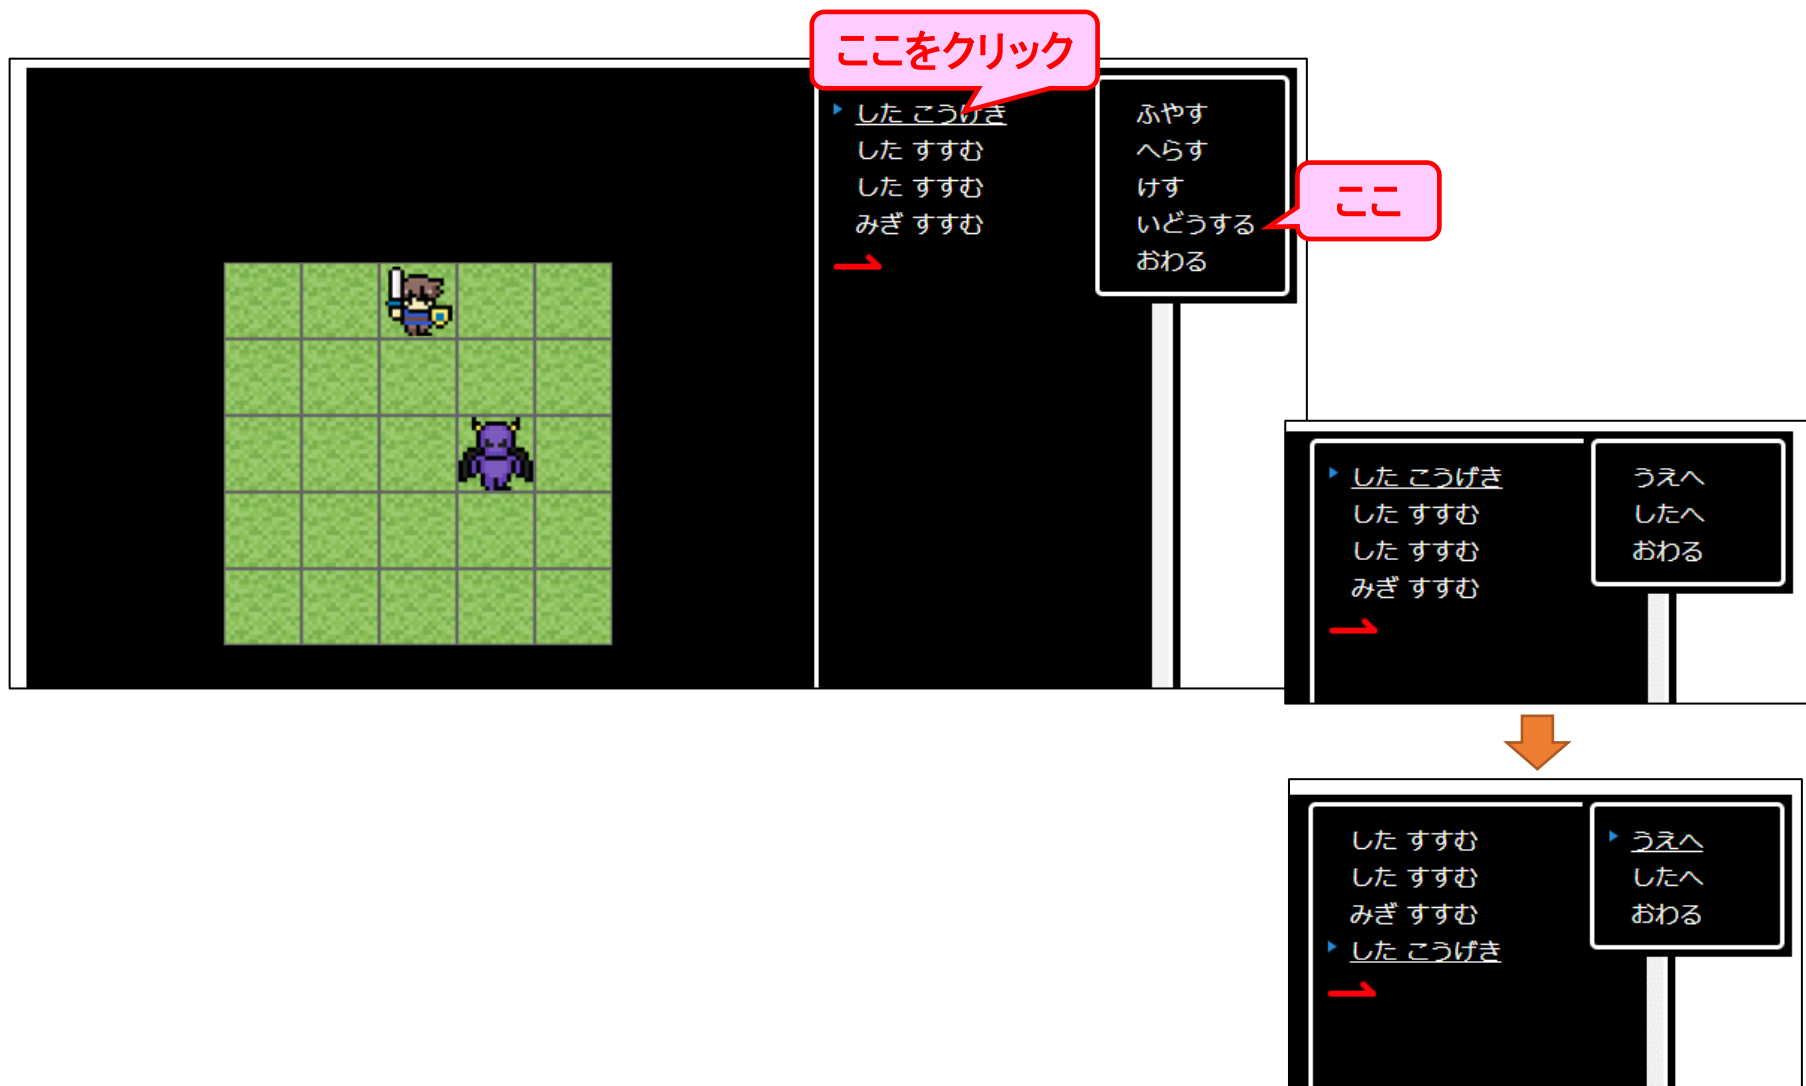 ここをクリック
した こうげき
した すすむ
した すすむ
みぎ すすむ
ふやす
へらす
けす
いどうする
おわる
ここ
した こうげき
した すすむ
した すすむ
みぎ すすむ
うえへ
したへ
おわる
した すすむ
した すすむ
みぎ すすむ
した こうげき
うえへ
したへ
おわる